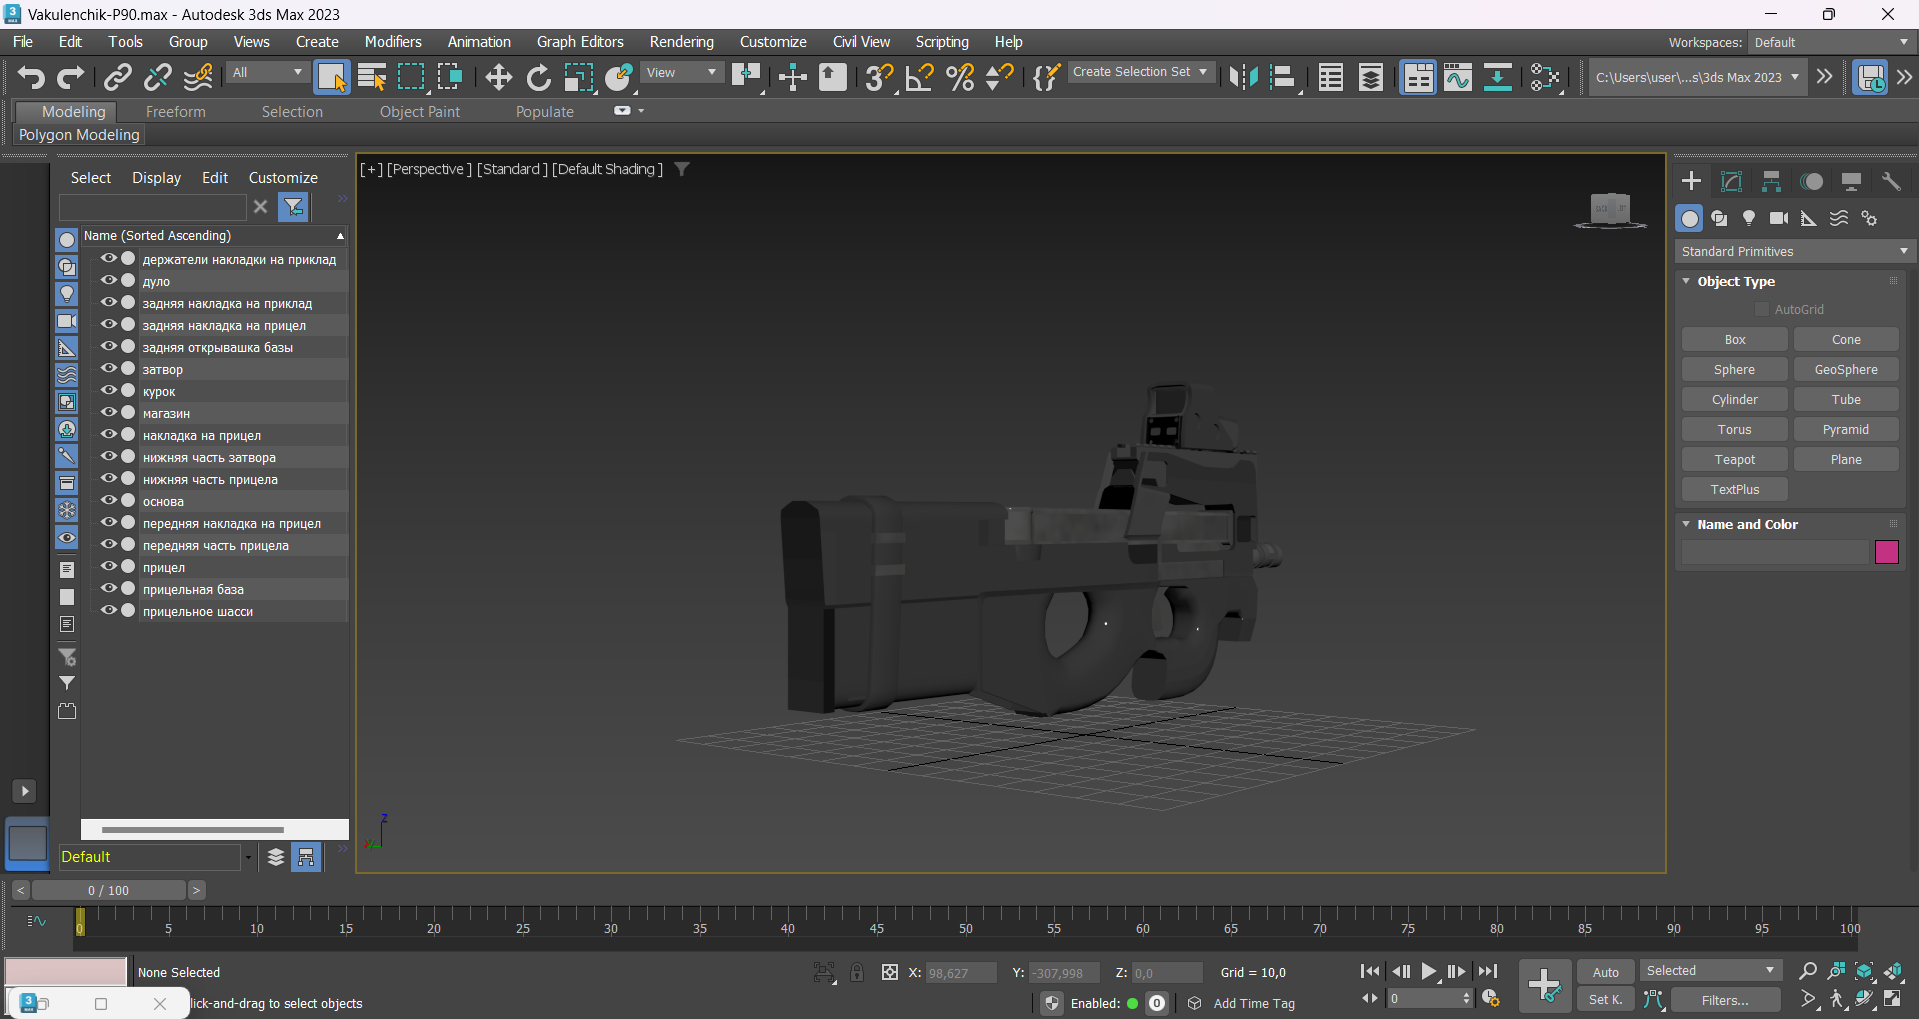 Vakulenchik-P90.max - Autodesk 3ds Max 2023
File Edit Tools Group Views Create Modifiers Animation Graph Editors Rendering Customize Civil View Scripting Help Workspaces: Default
All View Create Selection Set C:\Users\user\...s\3ds Max 2023
Modeling Freeform Selection Object Paint Populate
Polygon Modeling
Select Display Edit Customize
Name (Sorted Ascending)
держатели накладки на приклад
дуло
задняя накладка на приклад
задняя накладка на прицел
задняя открывашка базы
затвор
курок
магазин
накладка на прицел
нижняя часть затвора
нижняя часть прицела
основа
передняя накладка на прицел
передняя часть прицела
прицел
прицельная база
прицельное шасси
Default
[+] [Perspective ] [Standard ] [Default Shading ]
z
Standard Primitives
Object Type
AutoGrid
Box Cone
Sphere GeoSphere
Cylinder Tube
Torus Pyramid
Teapot Plane
TextPlus
Name and Color
< 0 / 100 >
0 5 10 15 20 25 30 35 40 45 50 55 60 65 70 75 80 85 90 95 100
None Selected X: 98,627 Y: -307,998 Z: 0,0 Grid = 10,0 Auto Selected
lick-and-drag to select objects Enabled: 0 Add Time Tag 0 Set K. Filters...